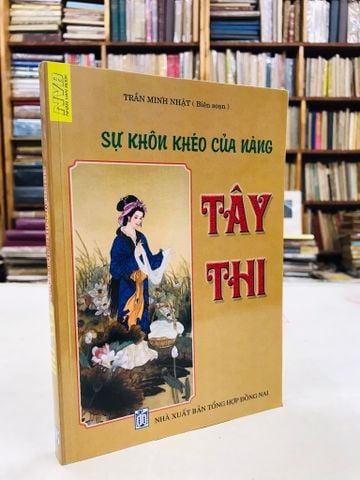 TRẦN MINH NHẬT ( Biên soạn )
SỰ KHÔN KHÉO CỦA NÀNG
TÂY
THI
NHÀ XUẤT BẢN TỔNG HỢP ĐỒNG NAI
NVB